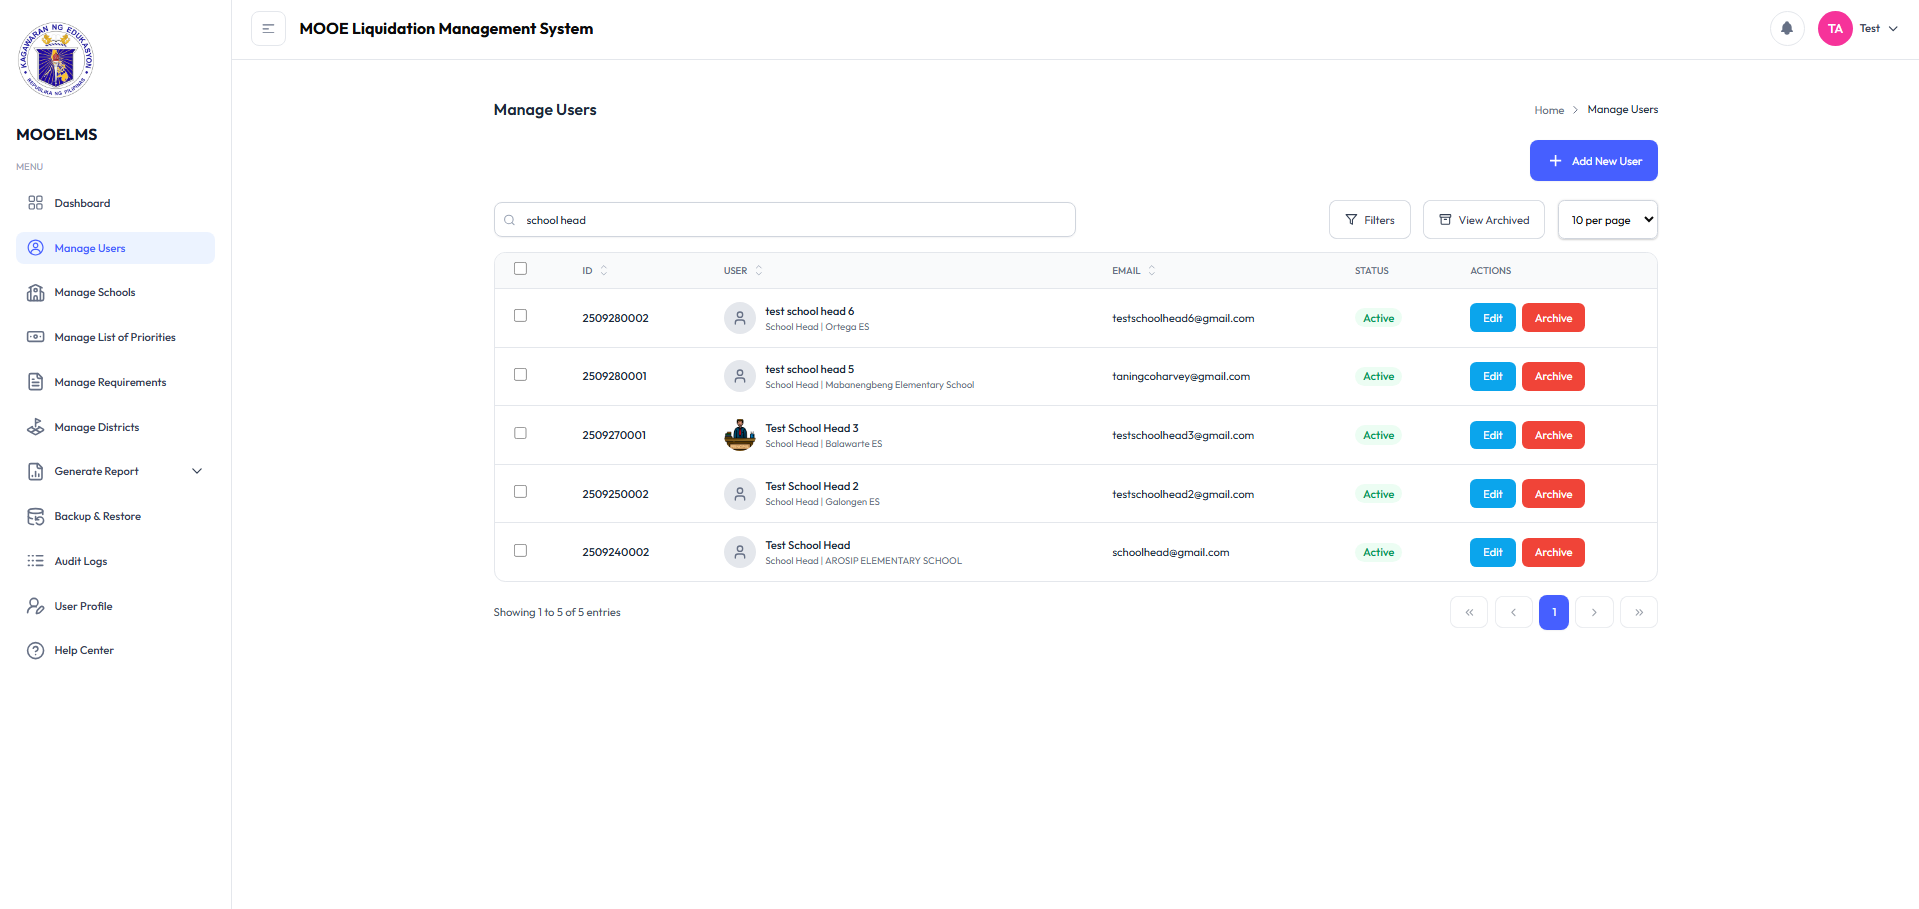 KAGAWARAN NG EDUKASYON
REPUBLIKA NG PILIPINAS
MOOELMS
MENU
Dashboard
Manage Users
Manage Schools
Manage List of Priorities
Manage Requirements
Manage Districts
Generate Report
Backup & Restore
Audit Logs
User Profile
Help Center
MOOE Liquidation Management System
TA Test
Manage Users
Home > Manage Users
+ Add New User
school head
Filters
View Archived
10 per page
ID USER EMAIL STATUS ACTIONS
2509280002 test school head 6 testschoolhead6@gmail.com Active Edit Archive
School Head | Ortega ES
2509280001 test school head 5 taningcoharvey@gmail.com Active Edit Archive
School Head | Mabanengbeng Elementary School
2509270001 Test School Head 3 testschoolhead3@gmail.com Active Edit Archive
School Head | Balawarte ES
2509250002 Test School Head 2 testschoolhead2@gmail.com Active Edit Archive
School Head | Galongen ES
2509240002 Test School Head schoolhead@gmail.com Active Edit Archive
School Head | AROSIP ELEMENTARY SCHOOL
Showing 1 to 5 of 5 entries
« ‹ 1 › »